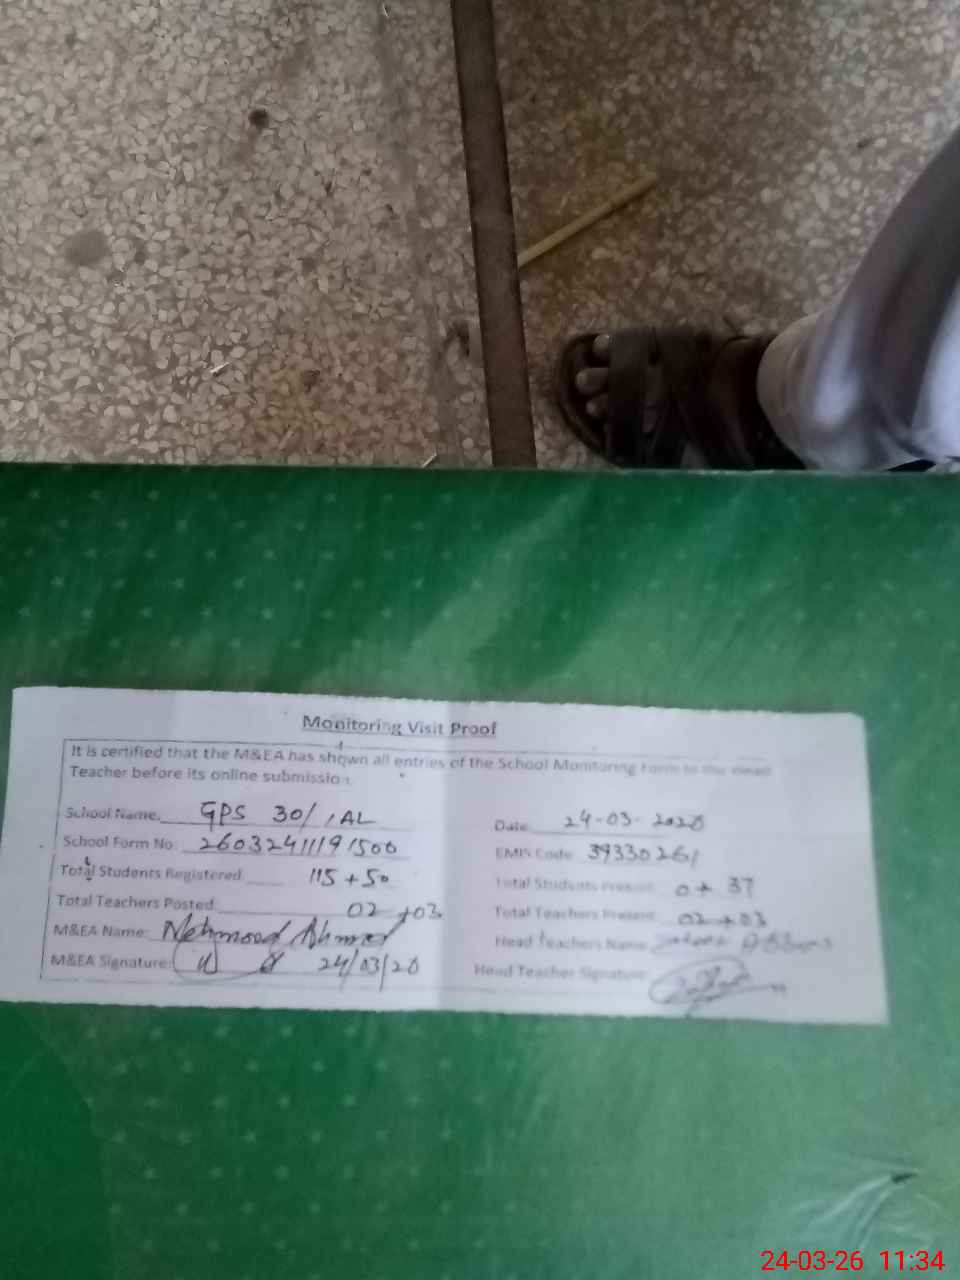 Monitoring Visit Proof
It is certified that the M&EA has shown all entries of the School Monitoring Form to the Head
Teacher before its online submission.
School Name: GPS 30/1AL
Date: 24-03-2026
School Form No: 26032411191500
EMIS Code: 39330261
Total Students Registered 115 + 50
Total Students Present: 0 + 37
Total Teachers Posted: 02 + 03
Total Teachers Present: 02 + 03
M&EA Name: Mehmood Ahmed
Head Teachers Name:
M&EA Signature: 24/03/26
Head Teacher Signature:
24-03-26 11:34